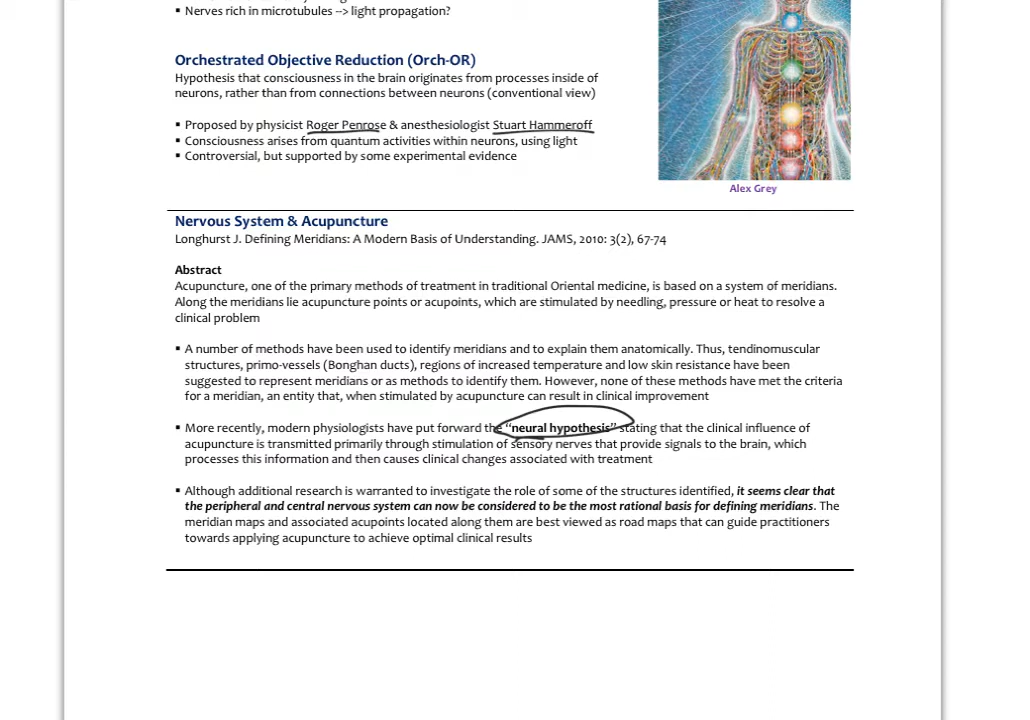 ▪ Nerves rich in microtubules --> light propagation?
Orchestrated Objective Reduction (Orch-OR)
Hypothesis that consciousness in the brain originates from processes inside of
neurons, rather than from connections between neurons (conventional view)
▪ Proposed by physicist Roger Penrose & anesthesiologist Stuart Hammeroff
▪ Consciousness arises from quantum activities within neurons, using light
▪ Controversial, but supported by some experimental evidence
Alex Grey
Nervous System & Acupuncture
Longhurst J. Defining Meridians: A Modern Basis of Understanding. JAMS, 2010: 3(2), 67-74
Abstract
Acupuncture, one of the primary methods of treatment in traditional Oriental medicine, is based on a system of meridians.
Along the meridians lie acupuncture points or acupoints, which are stimulated by needling, pressure or heat to resolve a
clinical problem
▪ A number of methods have been used to identify meridians and to explain them anatomically. Thus, tendinomuscular
structures, primo-vessels (Bonghan ducts), regions of increased temperature and low skin resistance have been
suggested to represent meridians or as methods to identify them. However, none of these methods have met the criteria
for a meridian, an entity that, when stimulated by acupuncture can result in clinical improvement
▪ More recently, modern physiologists have put forward the "neural hypothesis" stating that the clinical influence of
acupuncture is transmitted primarily through stimulation of sensory nerves that provide signals to the brain, which
processes this information and then causes clinical changes associated with treatment
▪ Although additional research is warranted to investigate the role of some of the structures identified, it seems clear that
the peripheral and central nervous system can now be considered to be the most rational basis for defining meridians. The
meridian maps and associated acupoints located along them are best viewed as road maps that can guide practitioners
towards applying acupuncture to achieve optimal clinical results